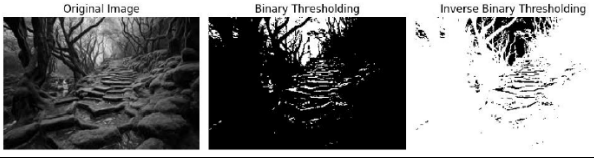 Original Image
Binary Thresholding
Inverse Binary Thresholding